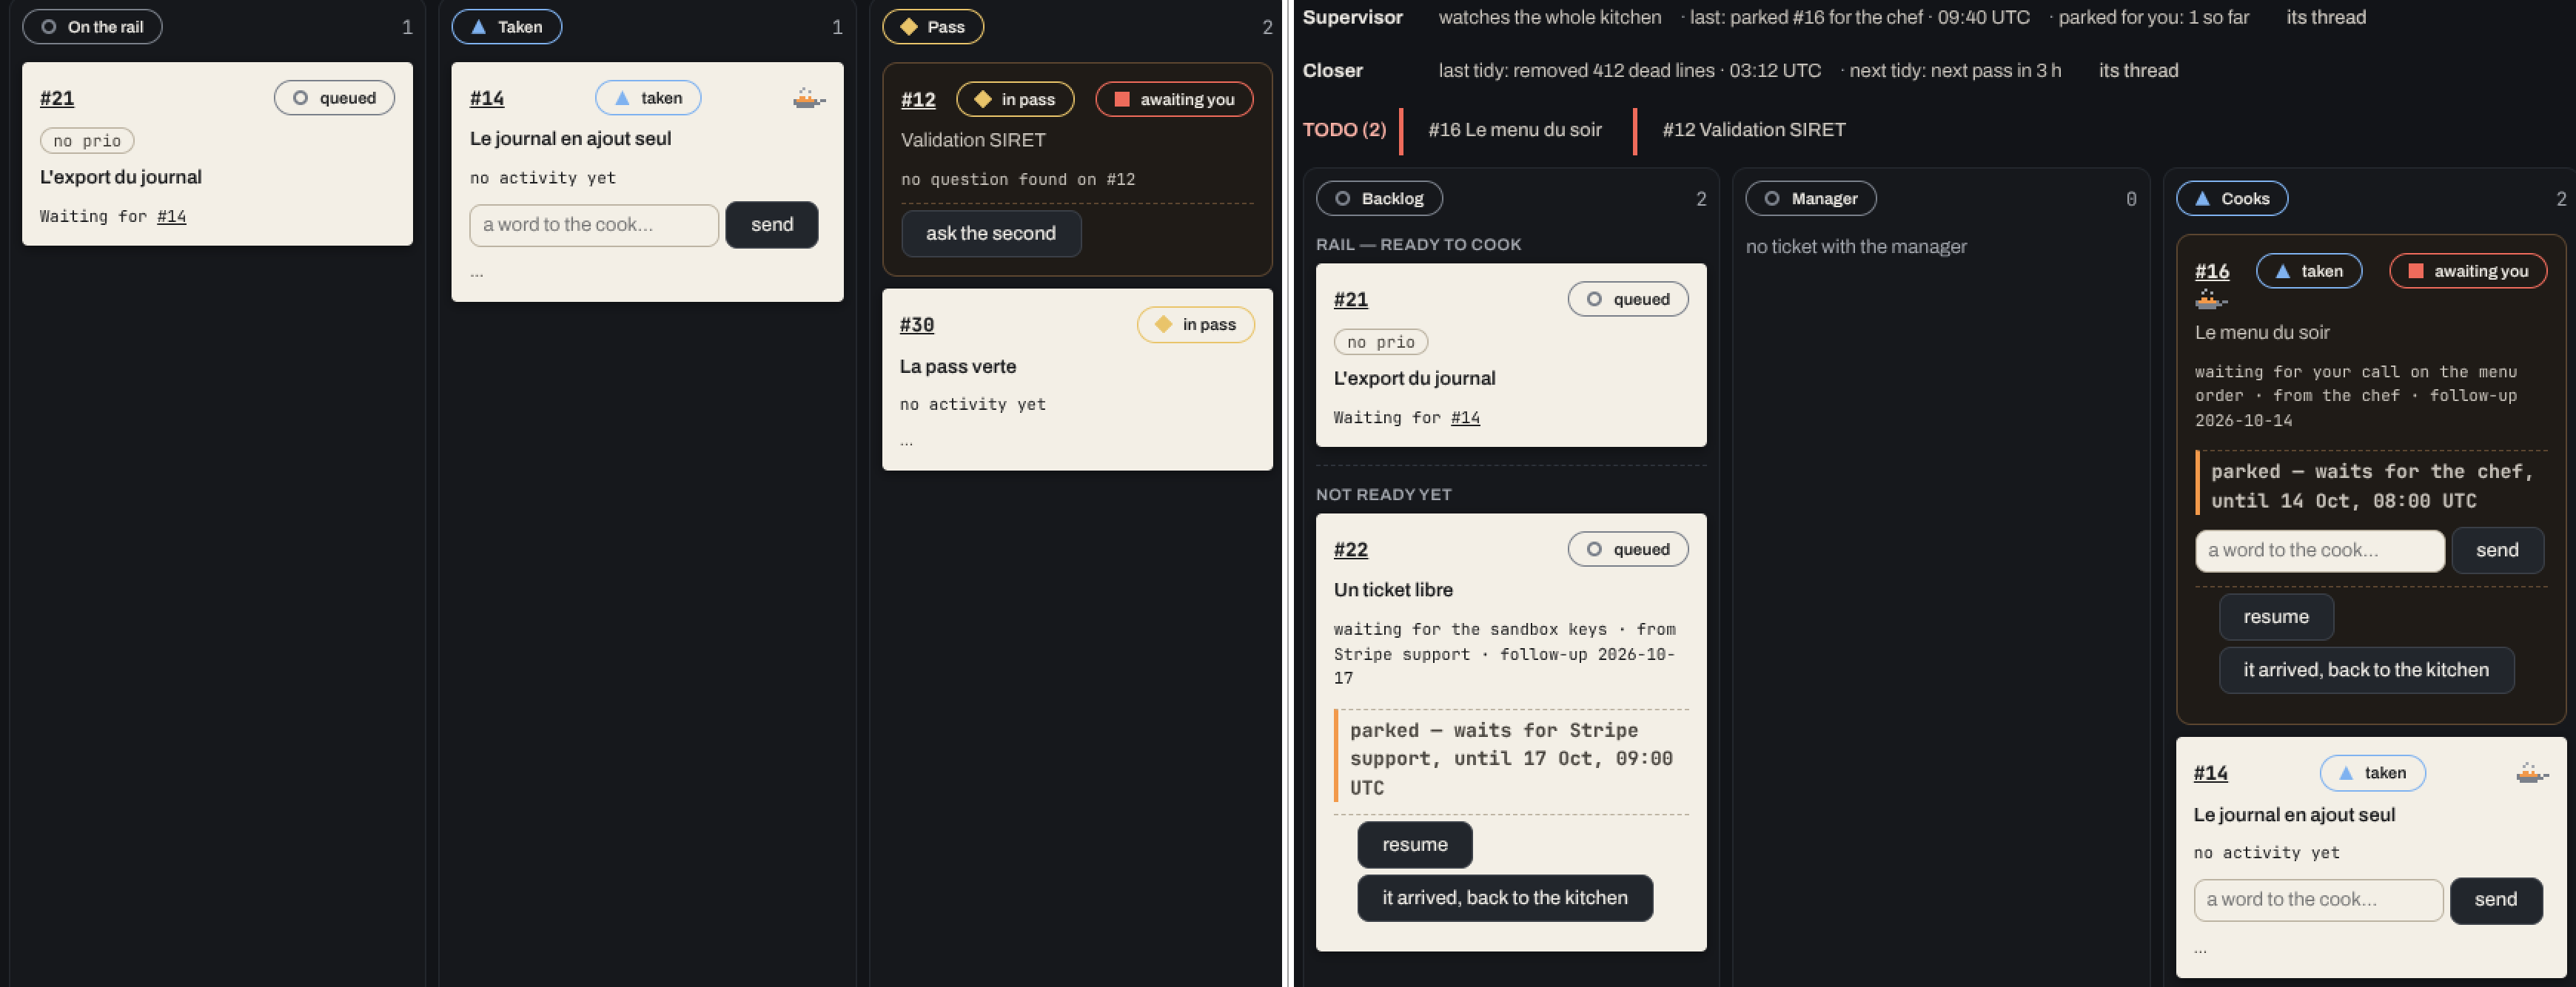 On the rail 1
#21 queued
no prio
L'export du journal
Waiting for #14
Taken 1
#14 taken
Le journal en ajout seul
no activity yet
a word to the cook... send
...
Pass 2
#12 in pass awaiting you
Validation SIRET
no question found on #12
ask the second
#30 in pass
La pass verte
no activity yet
...
Supervisor watches the whole kitchen · last: parked #16 for the chef · 09:40 UTC · parked for you: 1 so far its thread
Closer last tidy: removed 412 dead lines · 03:12 UTC · next tidy: next pass in 3 h its thread
TODO (2) #16 Le menu du soir #12 Validation SIRET
Backlog 2
RAIL — READY TO COOK
#21 queued
no prio
L'export du journal
Waiting for #14
NOT READY YET
#22 queued
Un ticket libre
waiting for the sandbox keys · from
Stripe support · follow-up 2026-10-
17
parked — waits for Stripe
support, until 17 Oct, 09:00
UTC
resume
it arrived, back to the kitchen
Manager 0
no ticket with the manager
Cooks 2
#16 taken awaiting you
Le menu du soir
waiting for your call on the menu
order · from the chef · follow-up
2026-10-14
parked — waits for the chef,
until 14 Oct, 08:00 UTC
a word to the cook... send
resume
it arrived, back to the kitchen
#14 taken
Le journal en ajout seul
no activity yet
a word to the cook... send
...